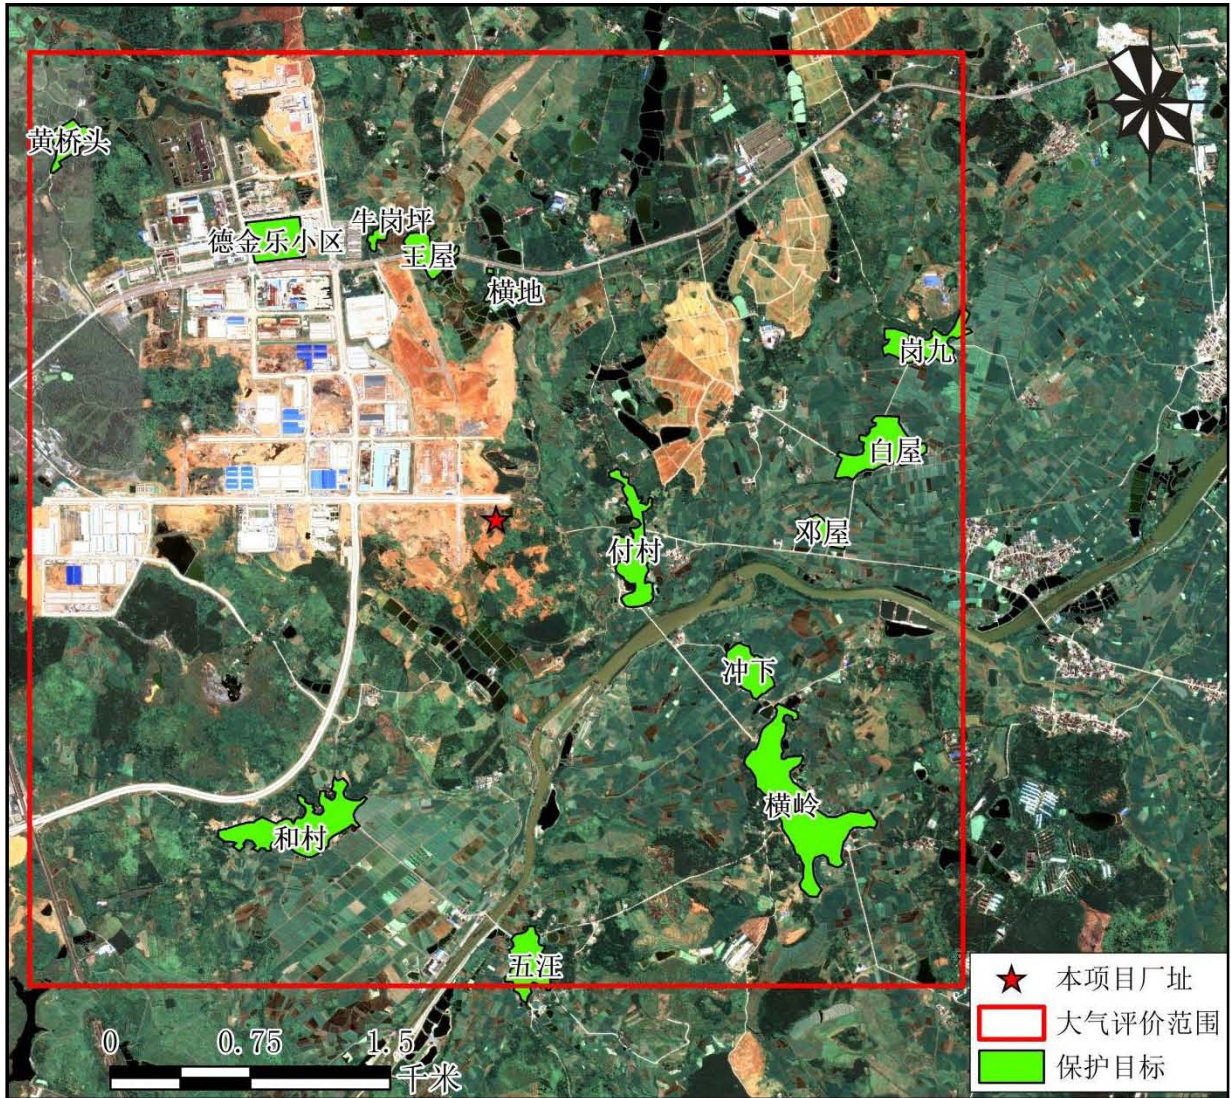 黄桥头
牛岗坪
德金乐小区
王屋
横地
岗九
白屋
邓屋
付村
冲下
横岭
和村
五汪
0 0.75 1.5
千米
本项目厂址
大气评价范围
保护目标